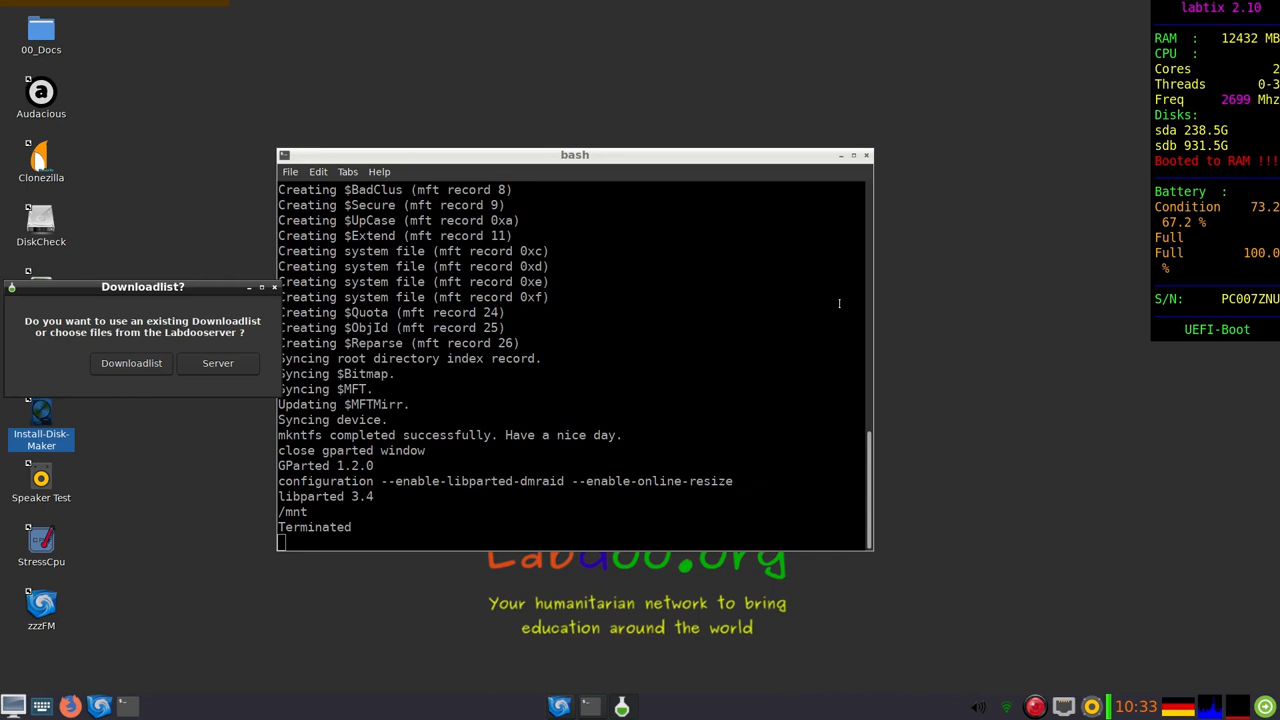 00_Docs
Audacious
Clonezilla
DiskCheck
Downloadlist?
Do you want to use an existing Downloadlist
or choose files from the Labdooserver ?
Downloadlist Server
Install-Disk-
Maker
Speaker Test
StressCpu
zzzFM
bash
File Edit Tabs Help
Creating $BadClus (mft record 8)
Creating $Secure (mft record 9)
Creating $UpCase (mft record 0xa)
Creating $Extend (mft record 11)
Creating system file (mft record 0xc)
Creating system file (mft record 0xd)
Creating system file (mft record 0xe)
Creating system file (mft record 0xf)
Creating $Quota (mft record 24)
Creating $ObjId (mft record 25)
Creating $Reparse (mft record 26)
Syncing root directory index record.
Syncing $Bitmap.
Syncing $MFT.
Updating $MFTMirr.
Syncing device.
mkntfs completed successfully. Have a nice day.
close gparted window
GParted 1.2.0
configuration --enable-libparted-dmraid --enable-online-resize
libparted 3.4
/mnt
Terminated
Labdoo.org
Your humanitarian network to bring
education around the world
labtix 2.10
RAM : 12432 MB
CPU :
Cores 2
Threads 0-3
Freq 2699 Mhz
Disks:
sda 238.5G
sdb 931.5G
Booted to RAM !!!
Battery :
Condition 73.2
67.2 %
Full
Full 100.0
%
S/N: PC007ZNU
UEFI-Boot
10:33